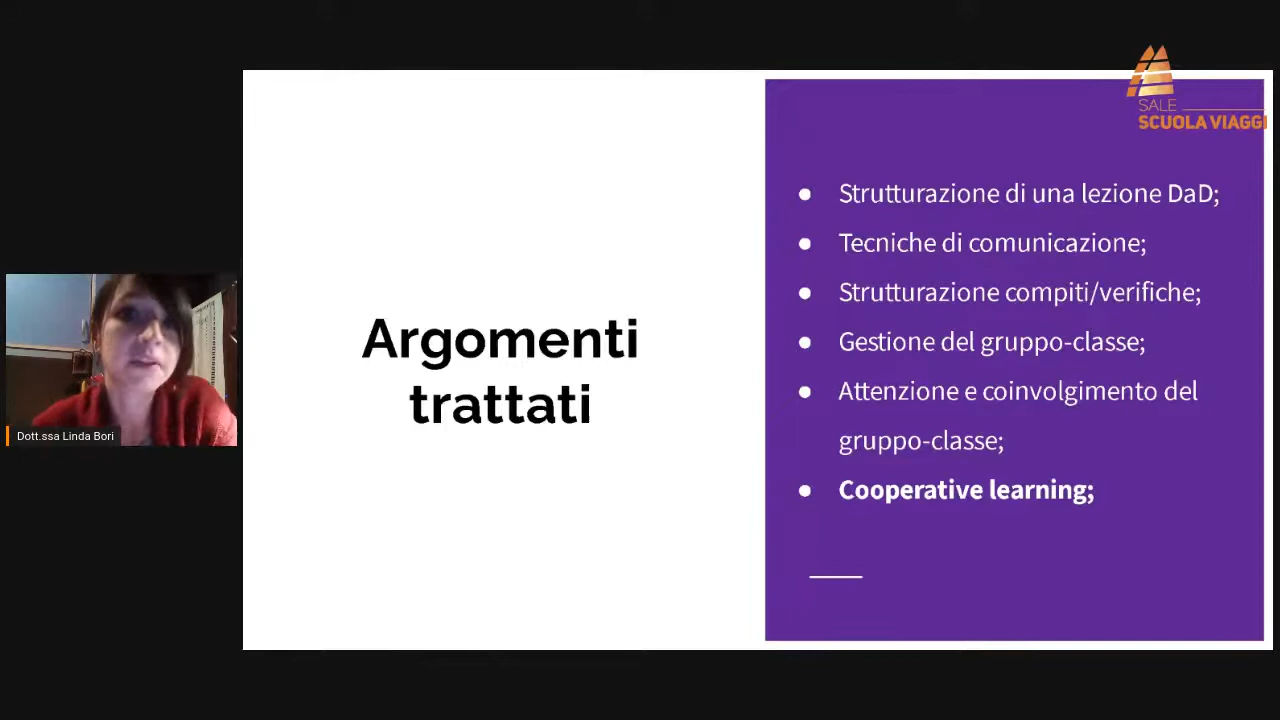 SALE
SCUOLA VIAGGI
Argomenti
trattati
● Strutturazione di una lezione DaD;
● Tecniche di comunicazione;
● Strutturazione compiti/verifiche;
● Gestione del gruppo-classe;
● Attenzione e coinvolgimento del
gruppo-classe;
● Cooperative learning;
Dott.ssa Linda Bori